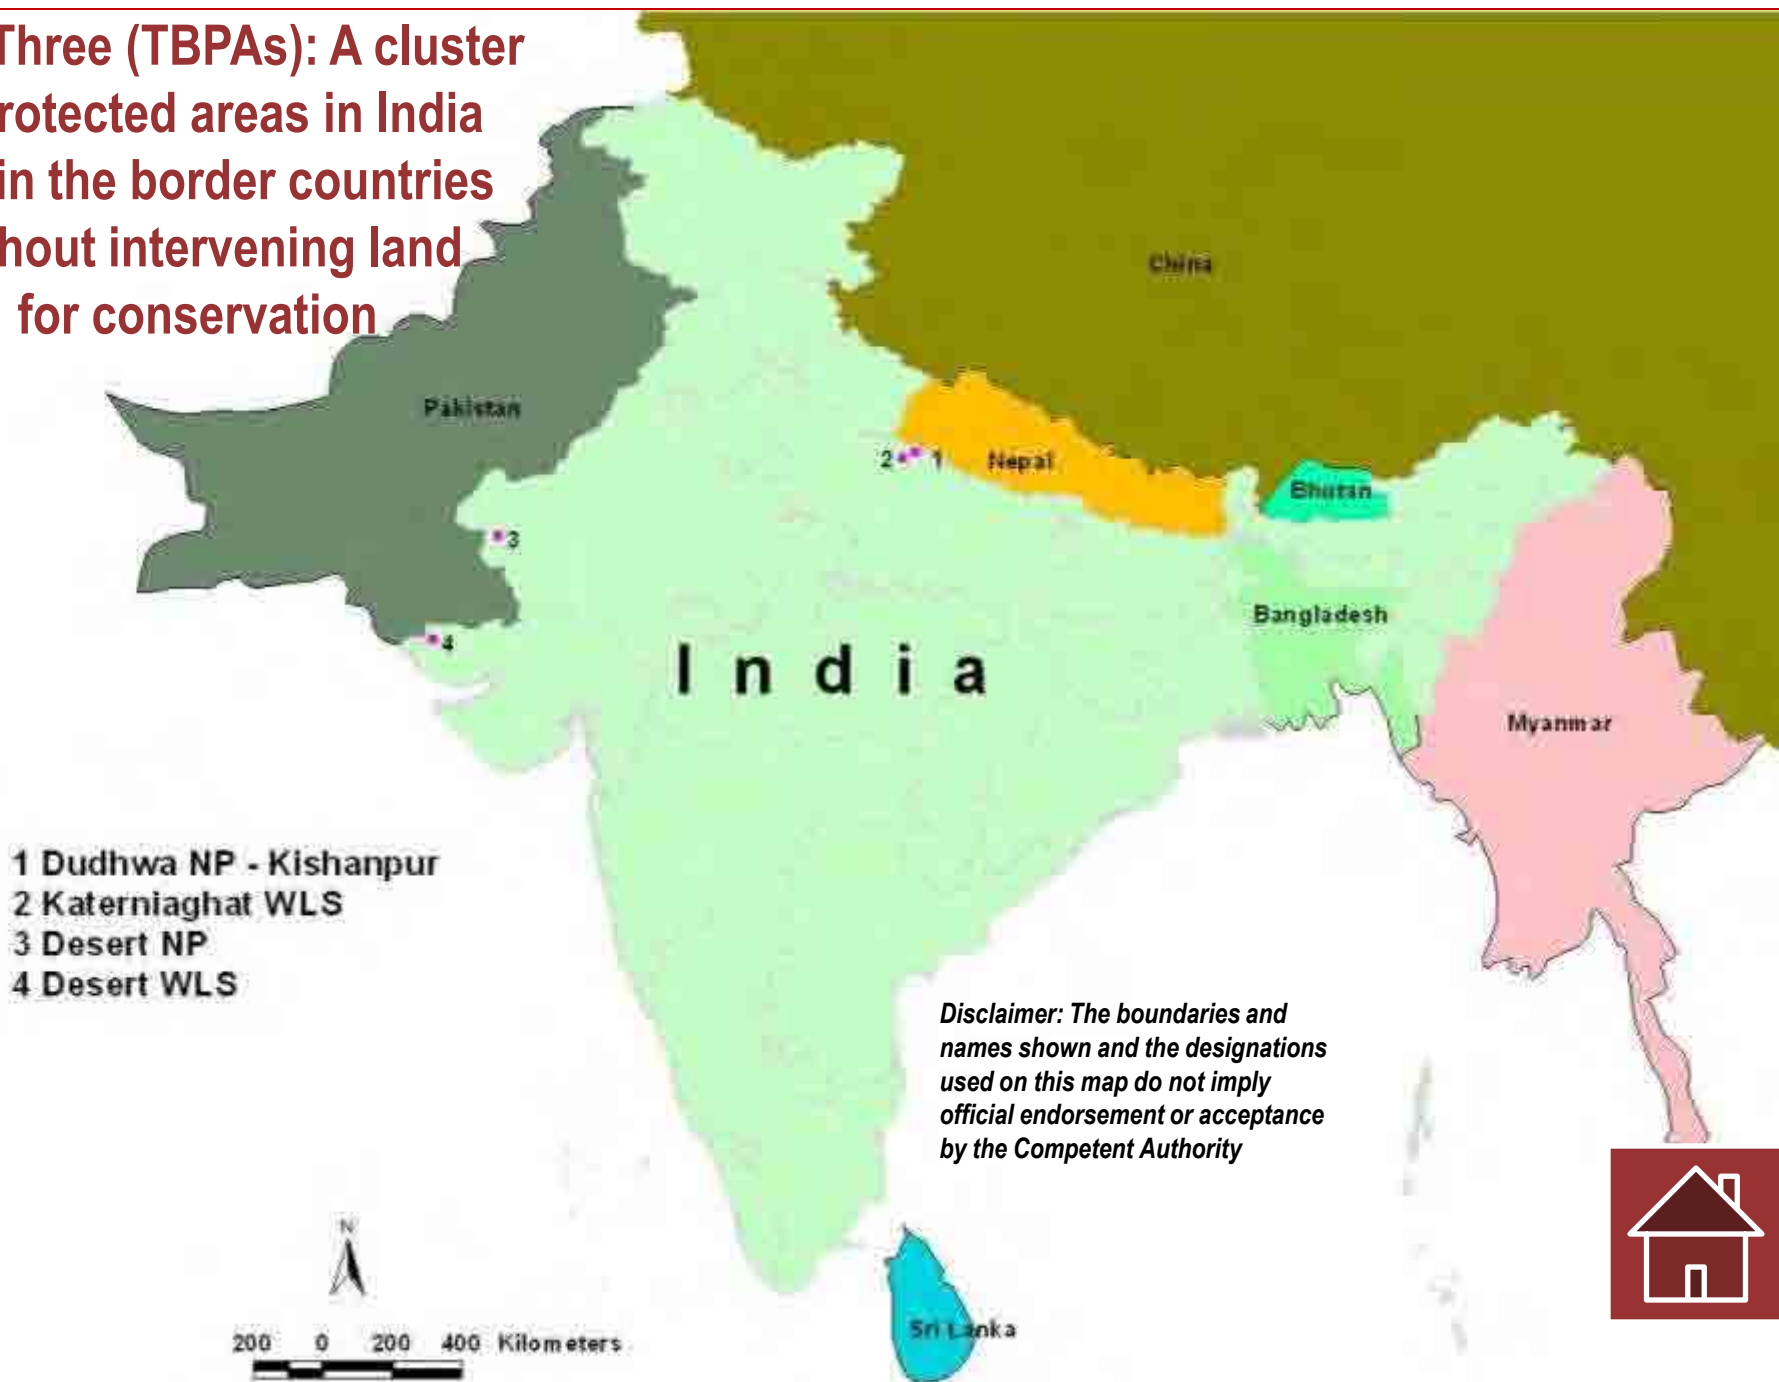 Three (TBPAs): A cluster
rotected areas in India
in the border countries
hout intervening land
for conservation
China
Pakistan
2 1 Nepal
Bhutan
3
Bangladesh
4
I n d i a
Myanmar
1 Dudhwa NP - Kishanpur
2 Katerniaghat WLS
3 Desert NP
4 Desert WLS
Disclaimer: The boundaries and
names shown and the designations
used on this map do not imply
official endorsement or acceptance
by the Competent Authority
N
Sri Lanka
200 0 200 400 Kilometers